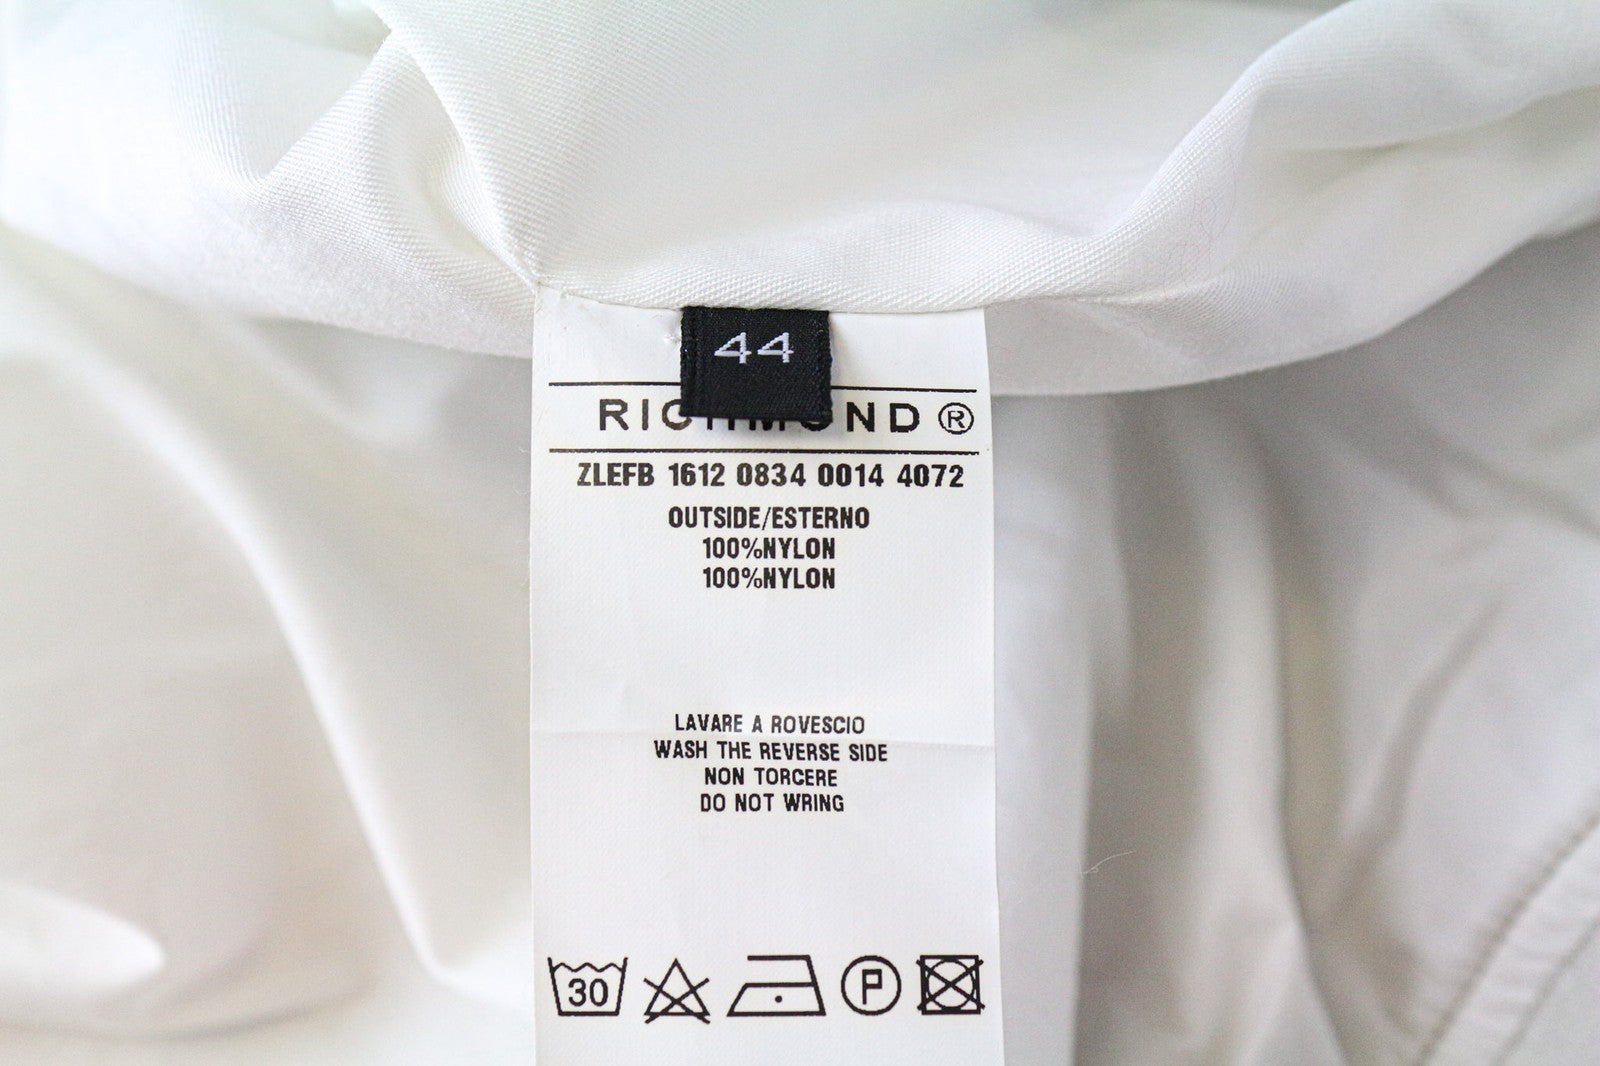 44
RICHMOND ®
ZLEFB 1612 0834 0014 4072
OUTSIDE/ESTERNO
100%NYLON
100%NYLON
LAVARE A ROVESCIO
WASH THE REVERSE SIDE
NON TORCERE
DO NOT WRING
30 P